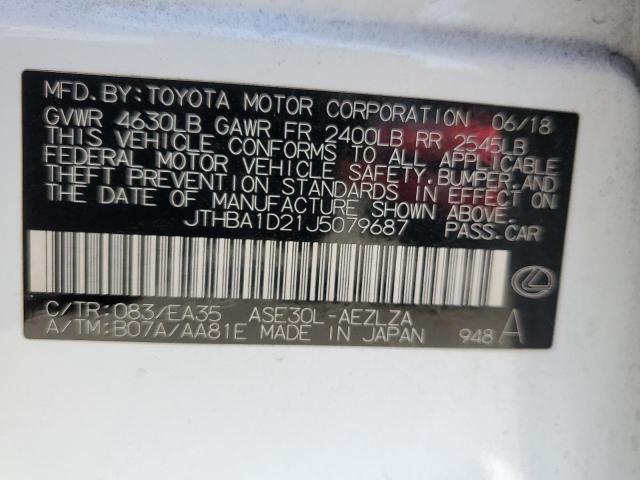 MFD. BY: TOYOTA MOTOR CORPORATION 06/18
GVWR 4630LB GAWR FR 2400LB RR 2545LB
THIS VEHICLE CONFORMS TO ALL APPLICABLE
FEDERAL MOTOR VEHICLE SAFETY, BUMPER, AND
THEFT PREVENTION STANDARDS IN EFFECT ON
THE DATE OF MANUFACTURE SHOWN ABOVE.
JTHBA1D21J5079687 PASS.CAR
C/TR: 083/EA35 ASE30L-AEZLZA
A/TM: B07A/AA81E MADE IN JAPAN 948 A